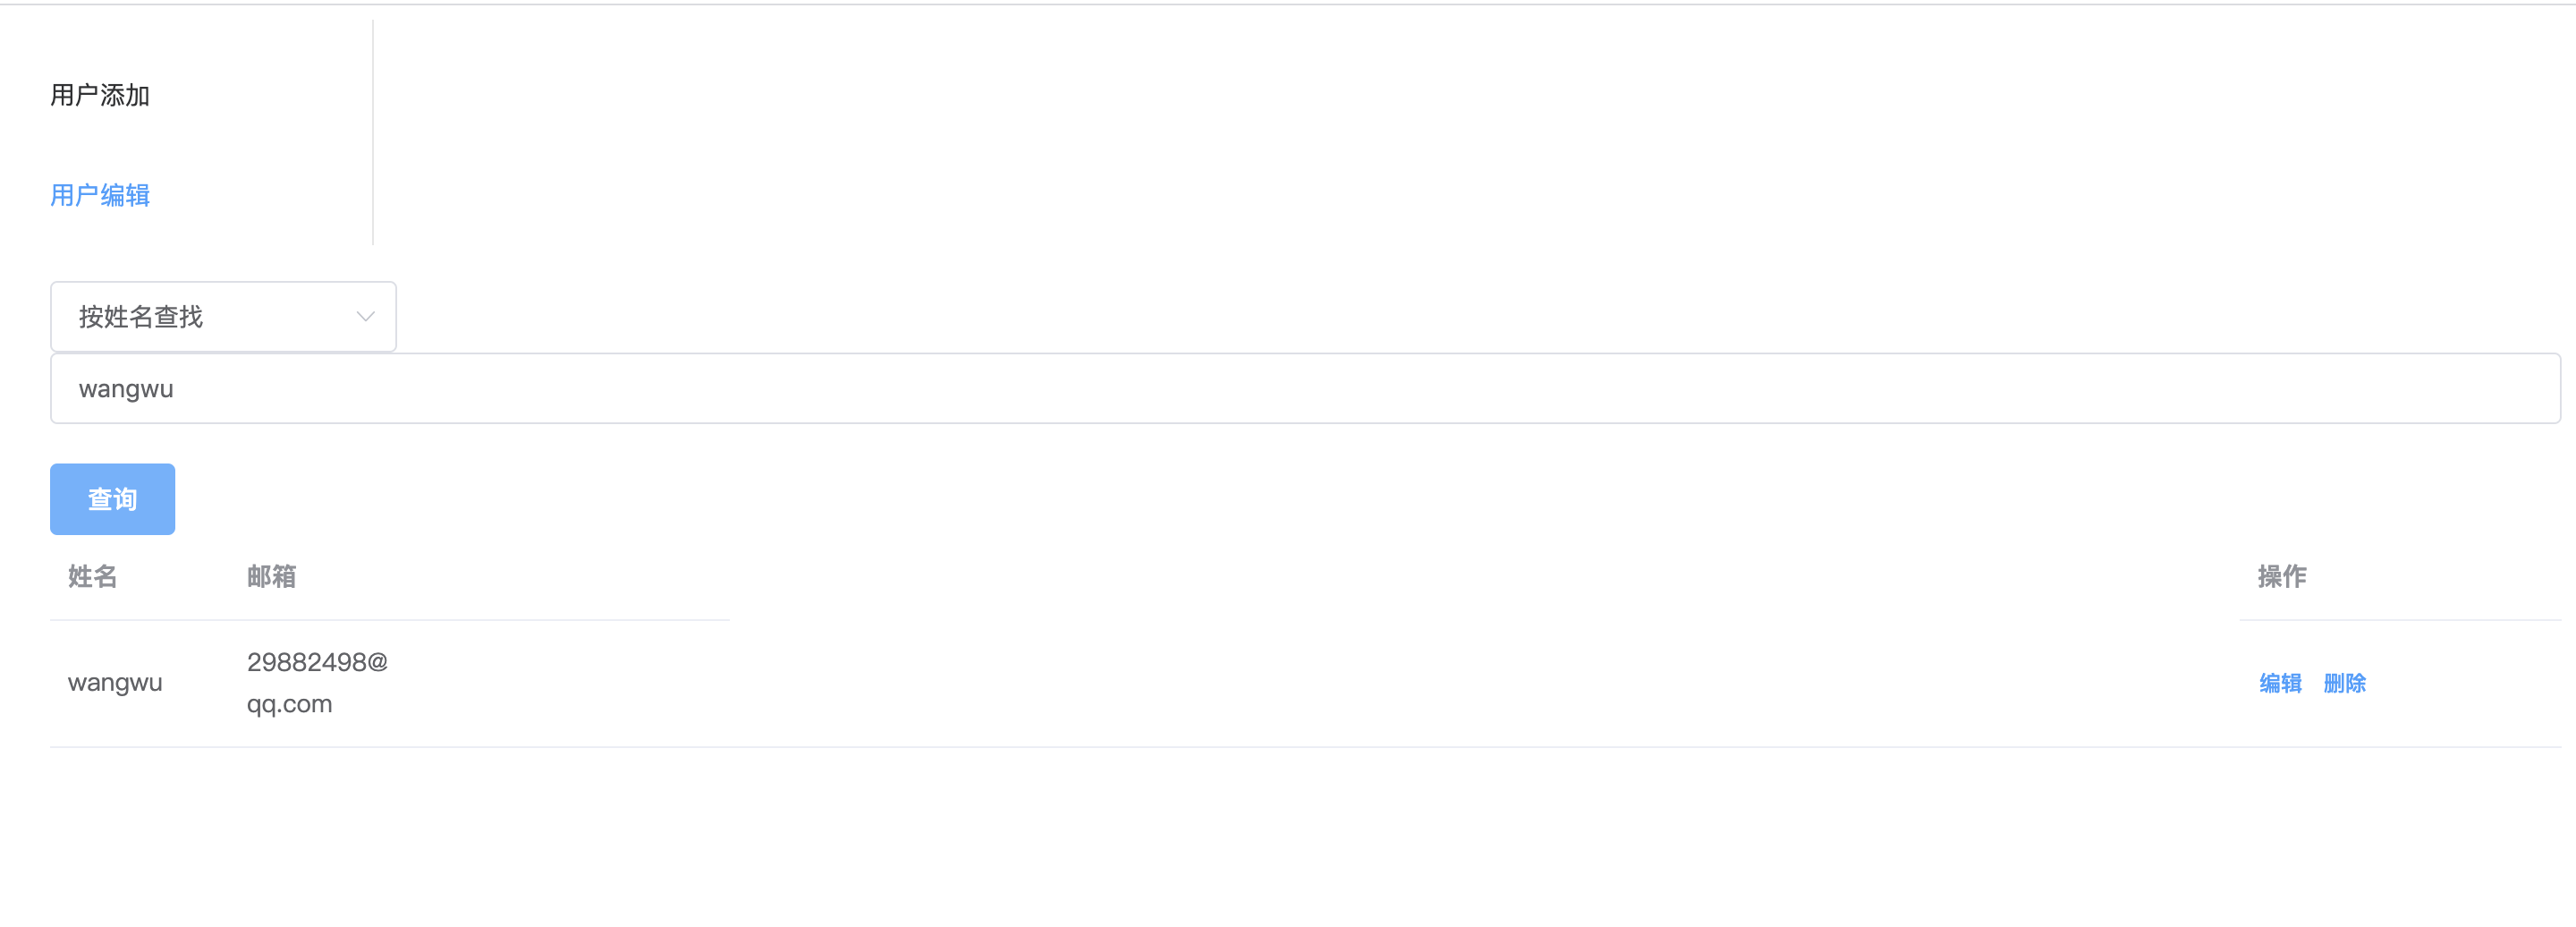 用户添加
用户编辑
按姓名查找
wangwu
查询
姓名 邮箱 操作
wangwu 29882498@ 编辑 删除
qq.com